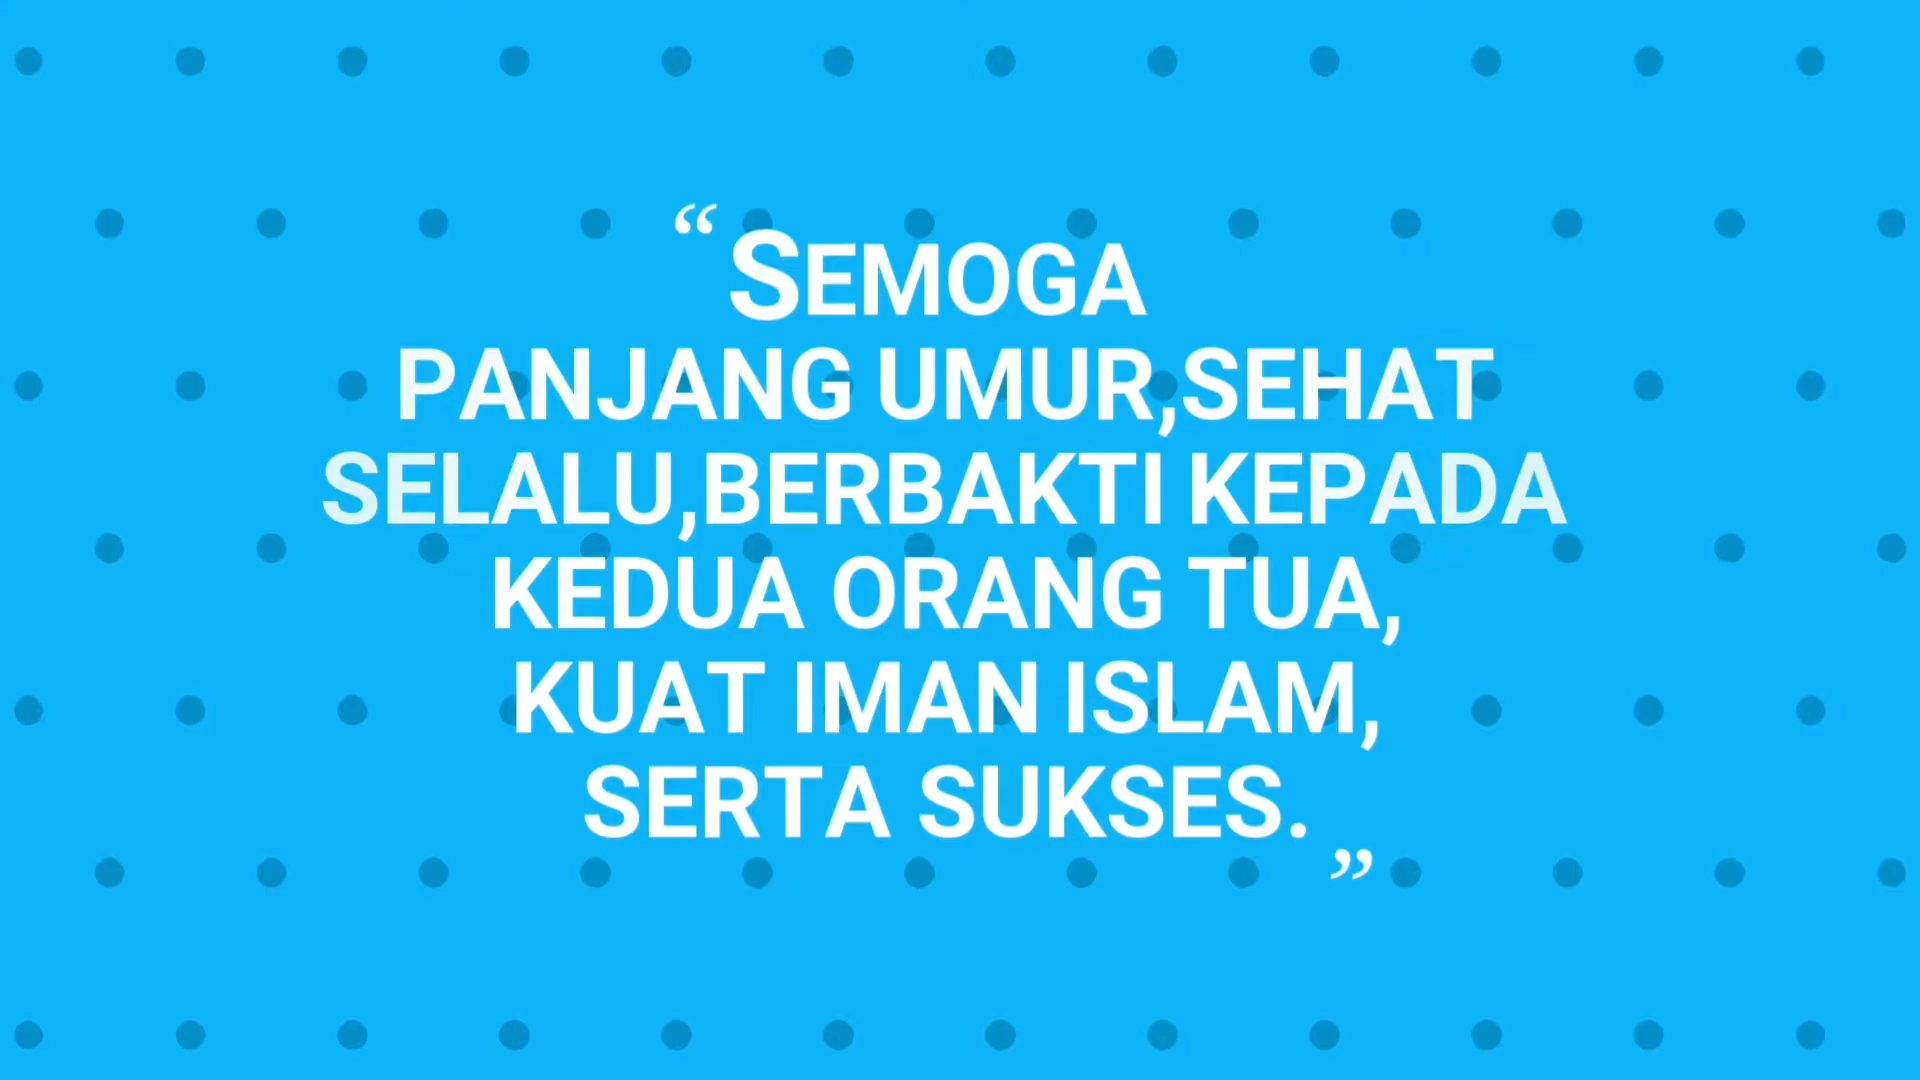 “SEMOGA
PANJANG UMUR,SEHAT
SELALU,BERBAKTI KEPADA
KEDUA ORANG TUA,
KUAT IMAN ISLAM,
SERTA SUKSES.”